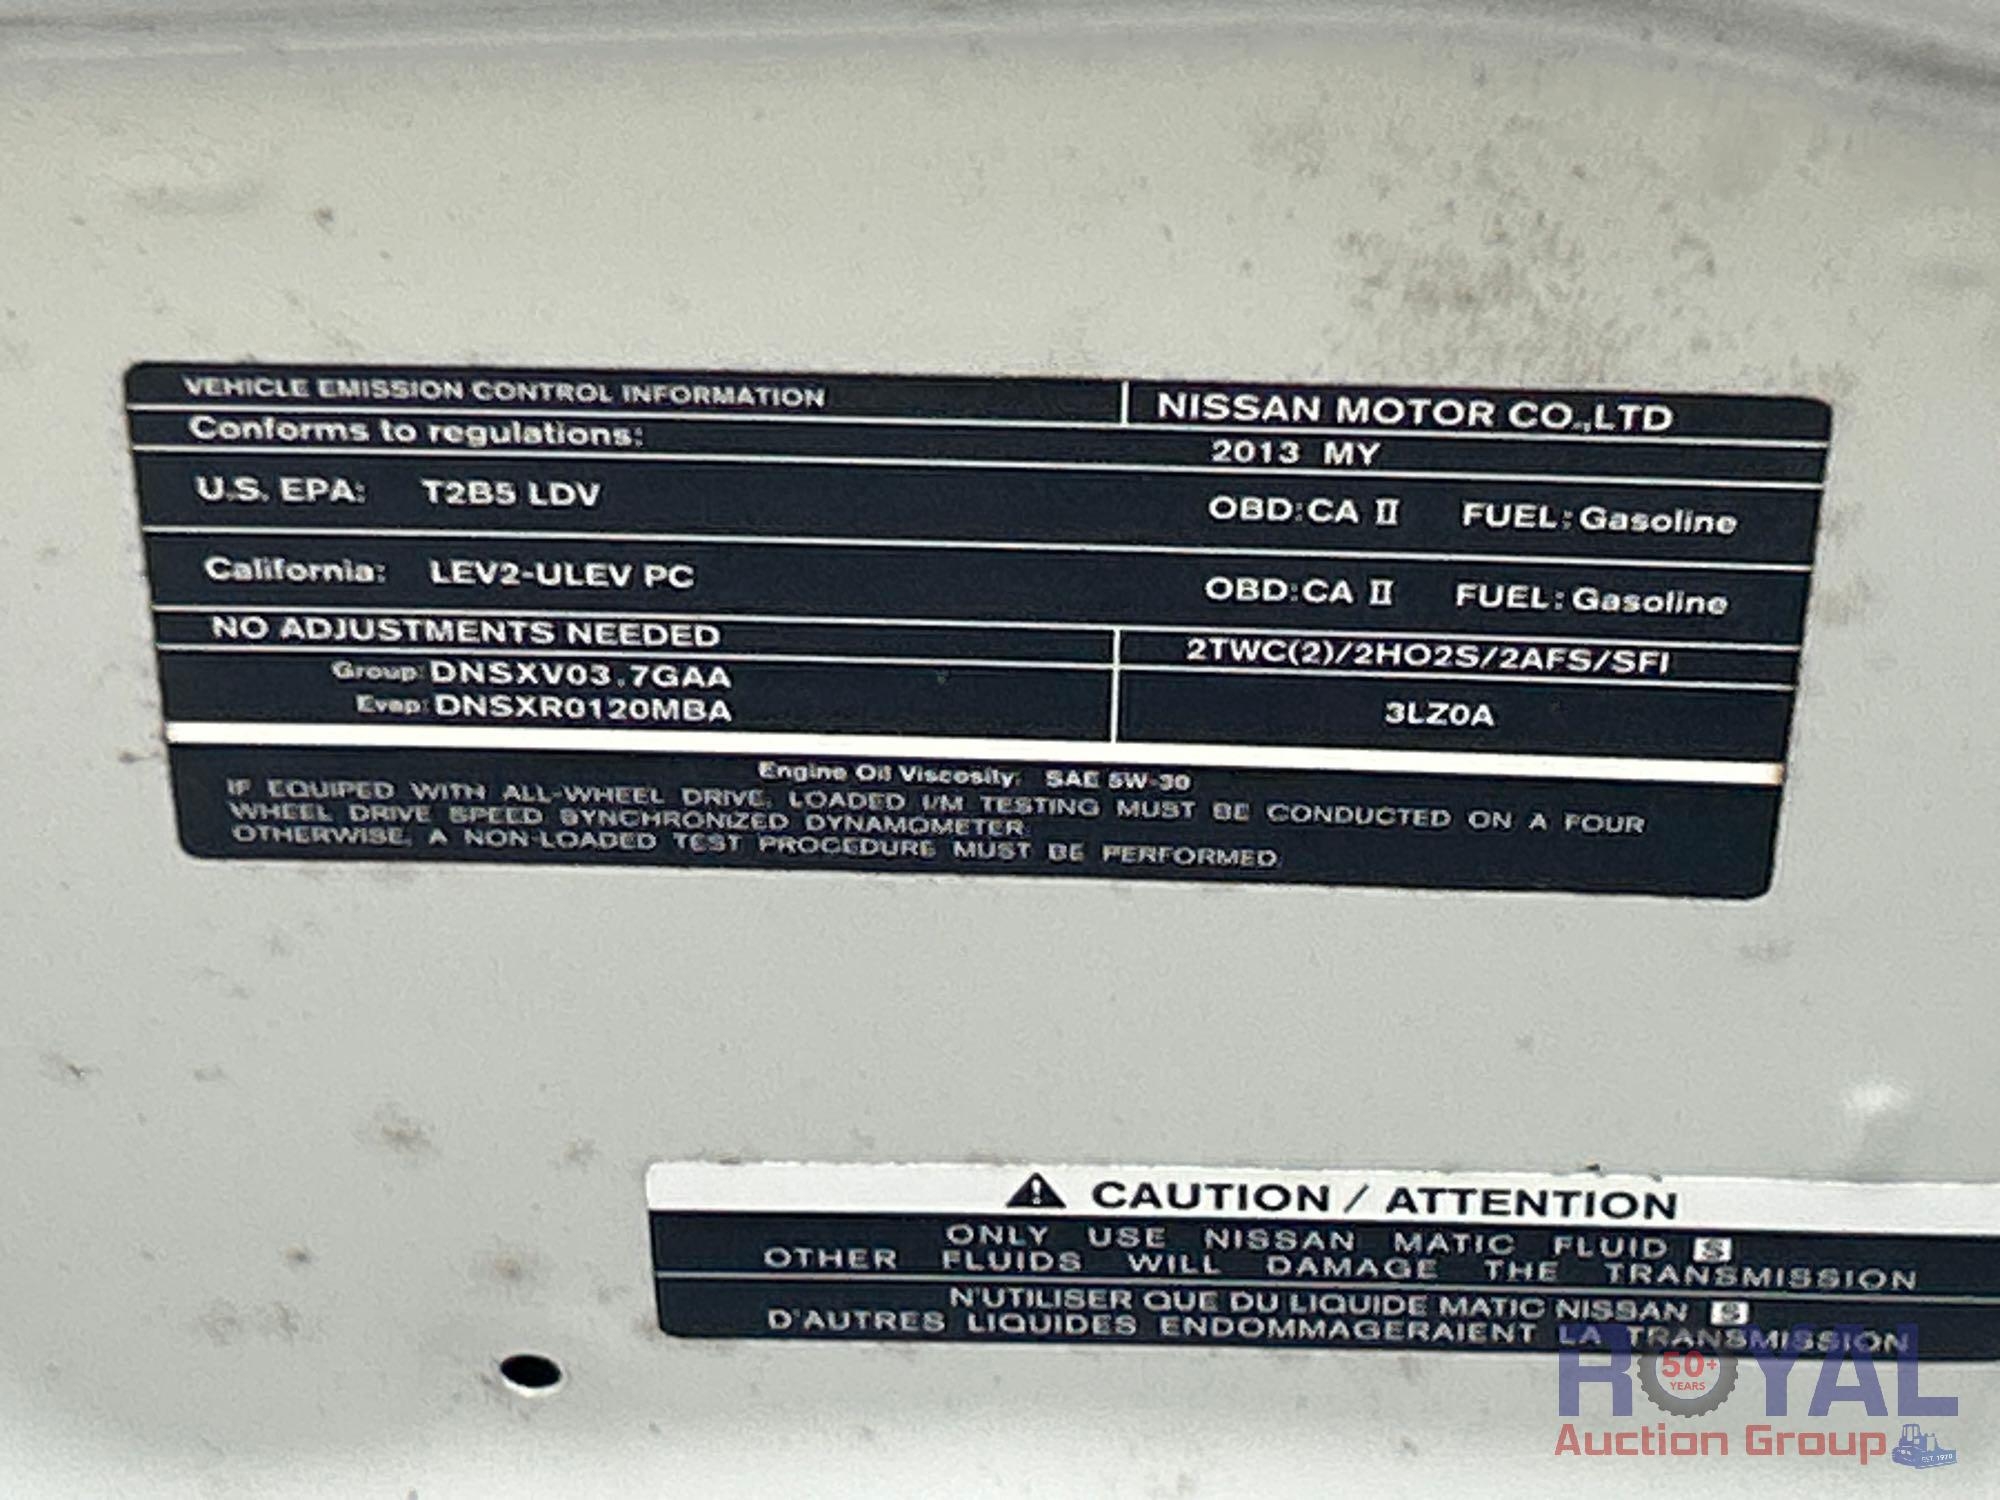 VEHICLE EMISSION CONTROL INFORMATION
NISSAN MOTOR CO.,LTD
Conforms to regulations:
2013 MY
U.S. EPA: T2B5 LDV OBD:CA II FUEL: Gasoline
California: LEV2-ULEV PC OBD:CA II FUEL: Gasoline
NO ADJUSTMENTS NEEDED
2TWC(2)/2HO2S/2AFS/SFI
Group: DNSXV03.7GAA
Evap: DNSXR0120MBA
3LZ0A
Engine Oil Viscosity: SAE 5W-30
IF EQUIPED WITH ALL-WHEEL DRIVE, LOADED I/M TESTING MUST BE CONDUCTED ON A FOUR
WHEEL DRIVE SPEED SYNCHRONIZED DYNAMOMETER.
OTHERWISE, A NON-LOADED TEST PROCEDURE MUST BE PERFORMED
CAUTION / ATTENTION
ONLY USE NISSAN MATIC FLUID S
OTHER FLUIDS WILL DAMAGE THE TRANSMISSION
N'UTILISER QUE DU LIQUIDE MATIC NISSAN S
D'AUTRES LIQUIDES ENDOMMAGERAIENT LA TRANSMISSION
ROYAL
50+
YEARS
Auction Group
EST. 1970